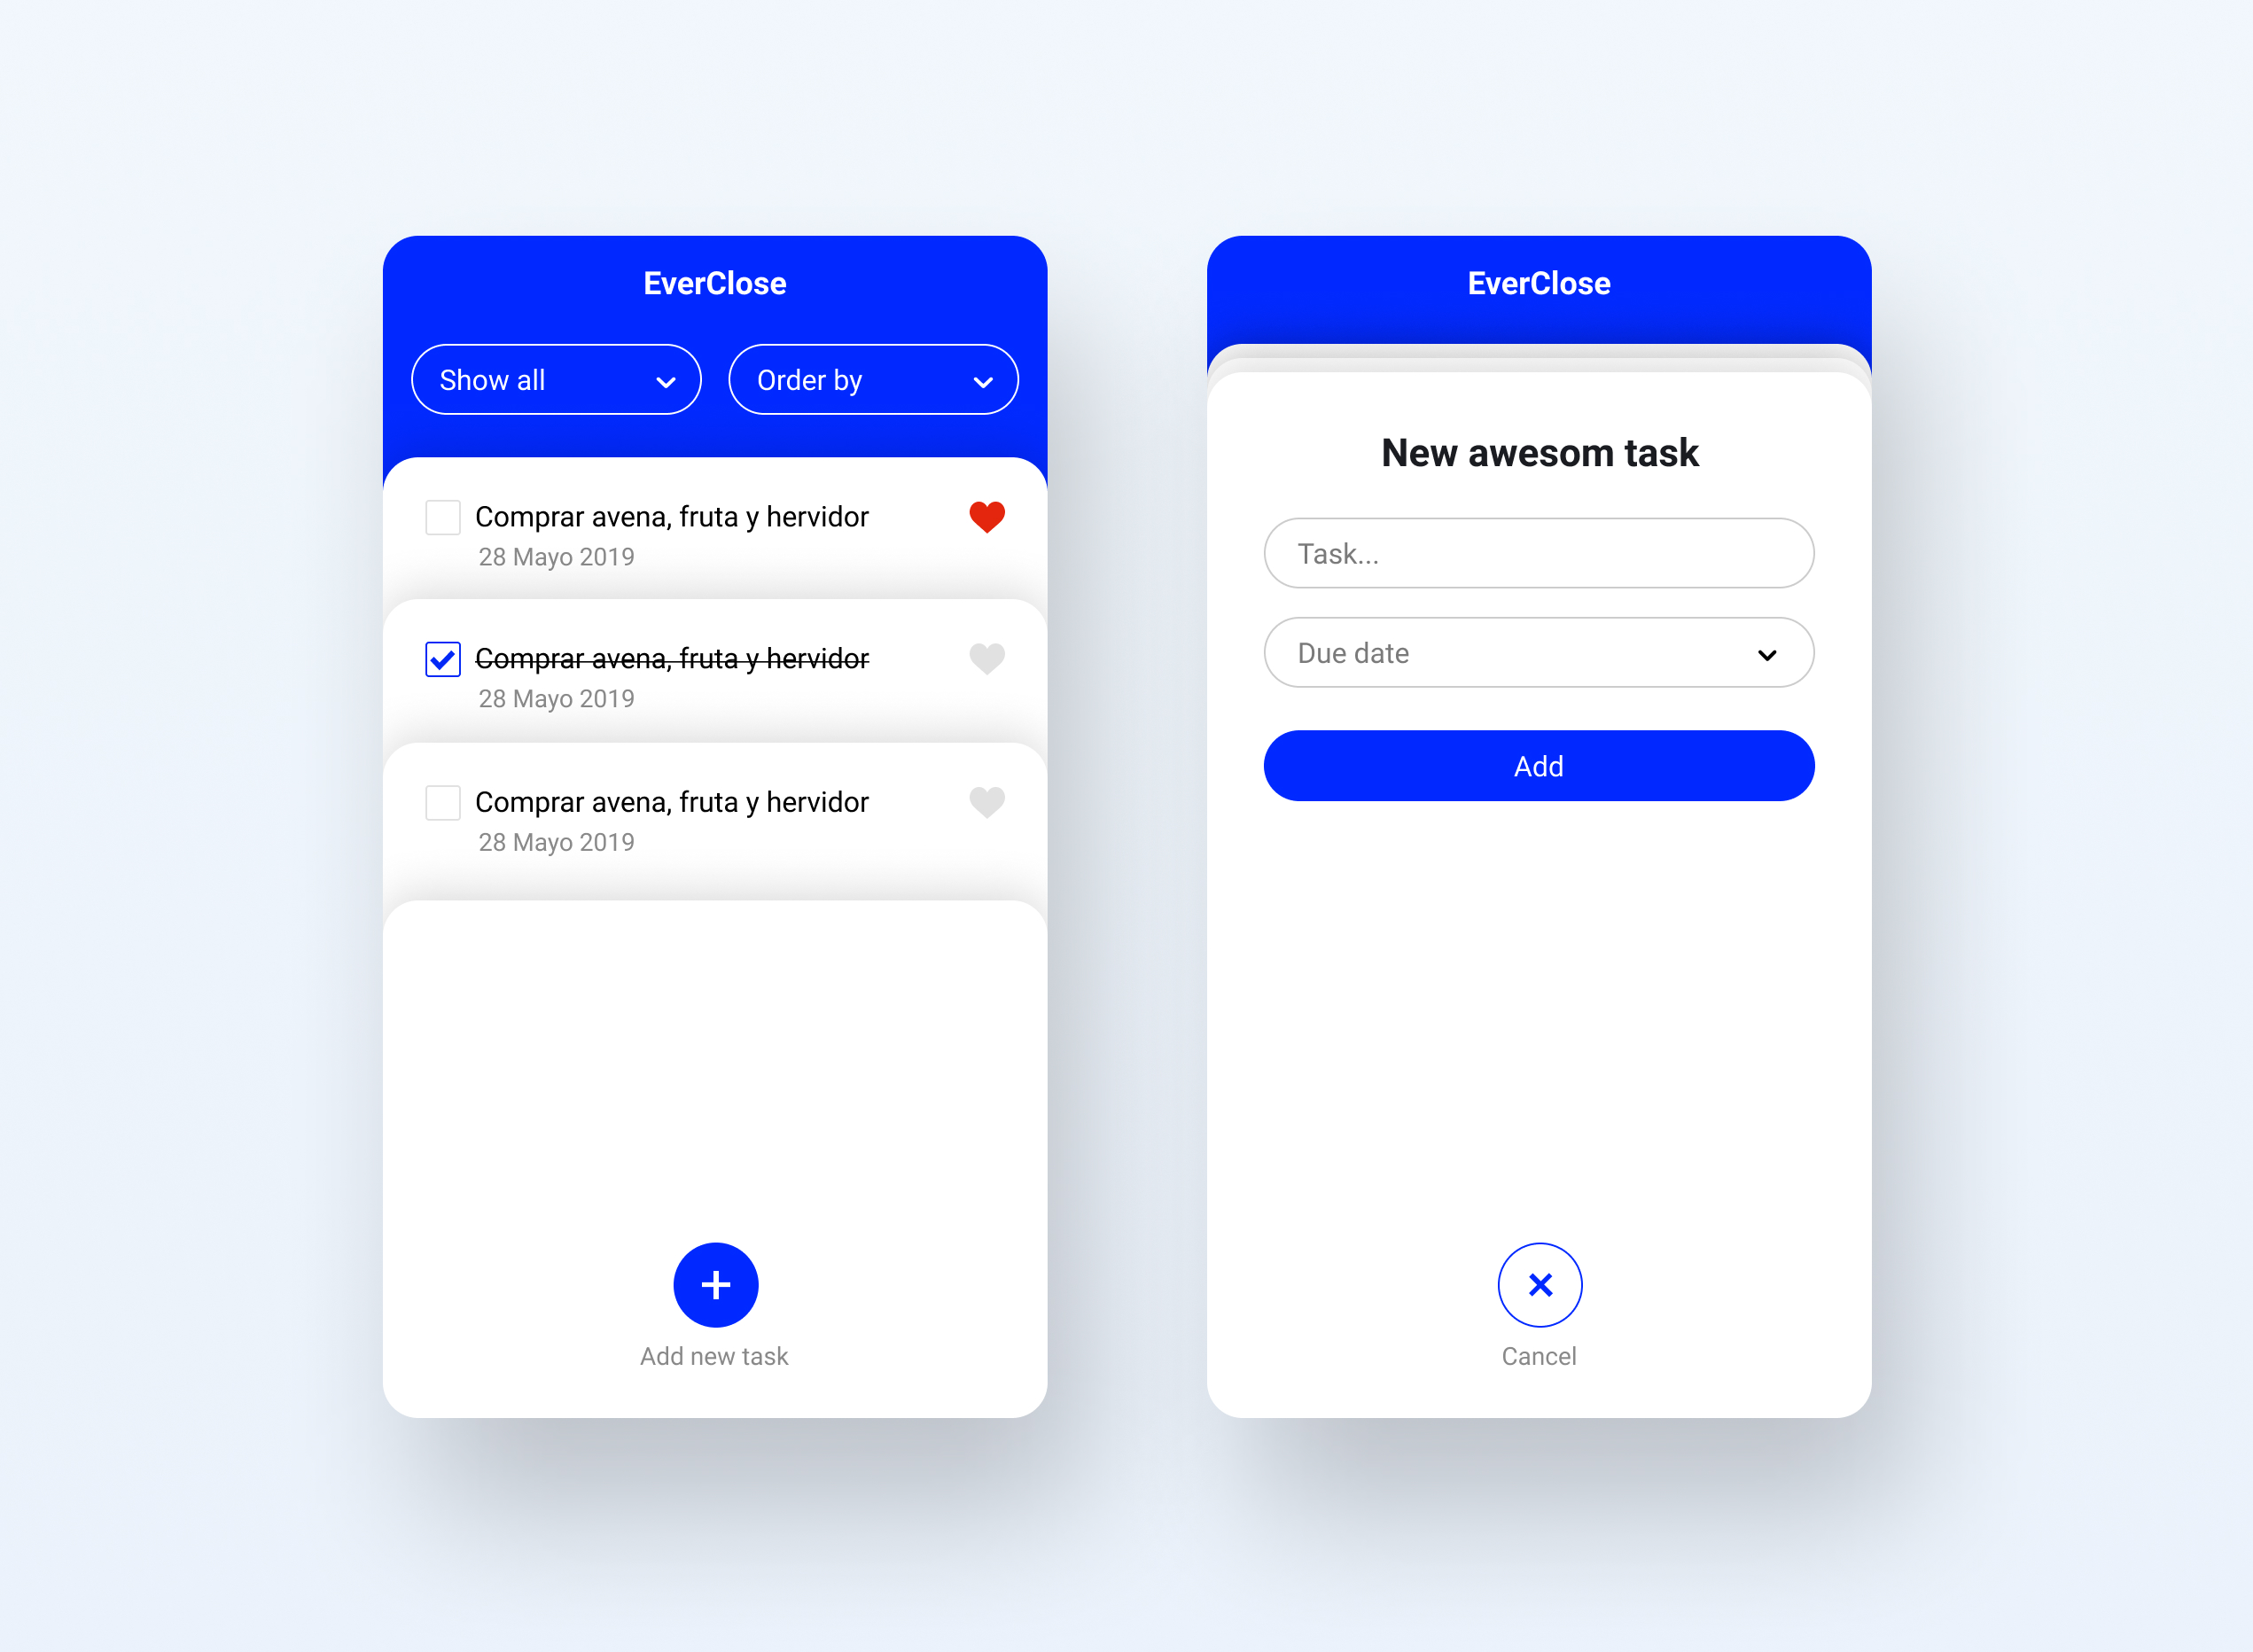 EverClose
Show all
Order by
Comprar avena, fruta y hervidor
28 Mayo 2019
Comprar avena, fruta y hervidor
28 Mayo 2019
Comprar avena, fruta y hervidor
28 Mayo 2019
Add new task
EverClose
New awesom task
Task...
Due date
Add
Cancel